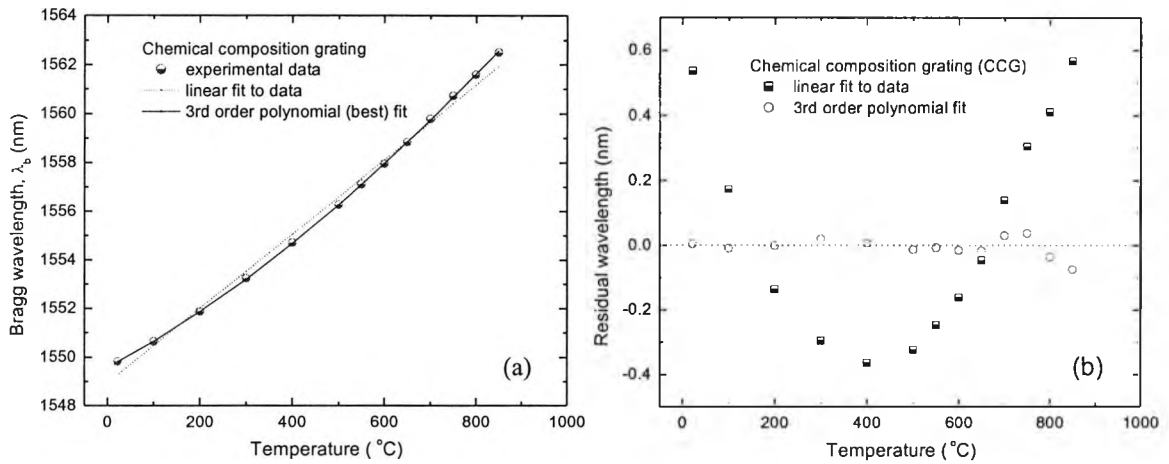 1564
1562
1560
1558
1556
1554
1552
1550
1548
Bragg wavelength, λb (nm)
Chemical composition grating
experimental data
linear fit to data
3rd order polynomial (best) fit
(a)
0 200 400 600 800 1000
Temperature (°C)
0.6
0.4
0.2
0.0
-0.2
-0.4
Residual wavelength (nm)
Chemical composition grating (CCG)
linear fit to data
3rd order polynomial fit
(b)
0 200 400 600 800 1000
Temperature (°C)